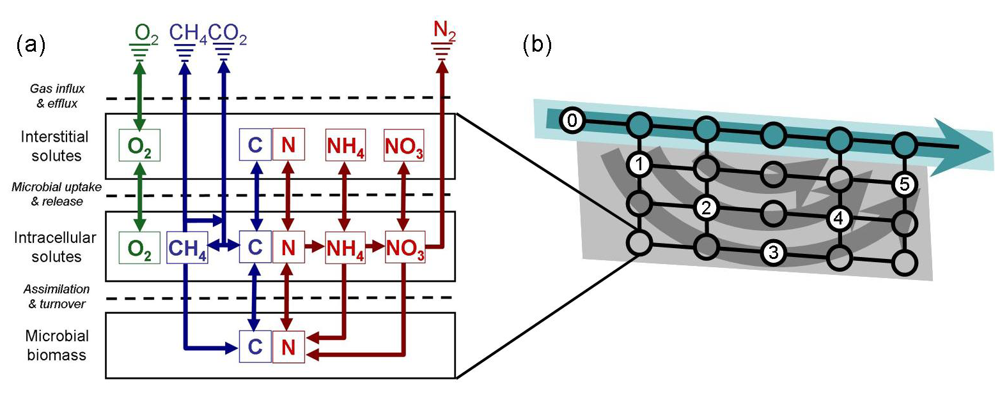 (a)
O2 CH4 CO2 N2
(b)
Gas influx
& efflux
Interstitial
solutes
O2 C N NH4 NO3
Microbial uptake
& release
Intracellular
solutes
O2 CH4 C N NH4 NO3
Assimilation
& turnover
Microbial
biomass
C N
0
1
5
2
4
3